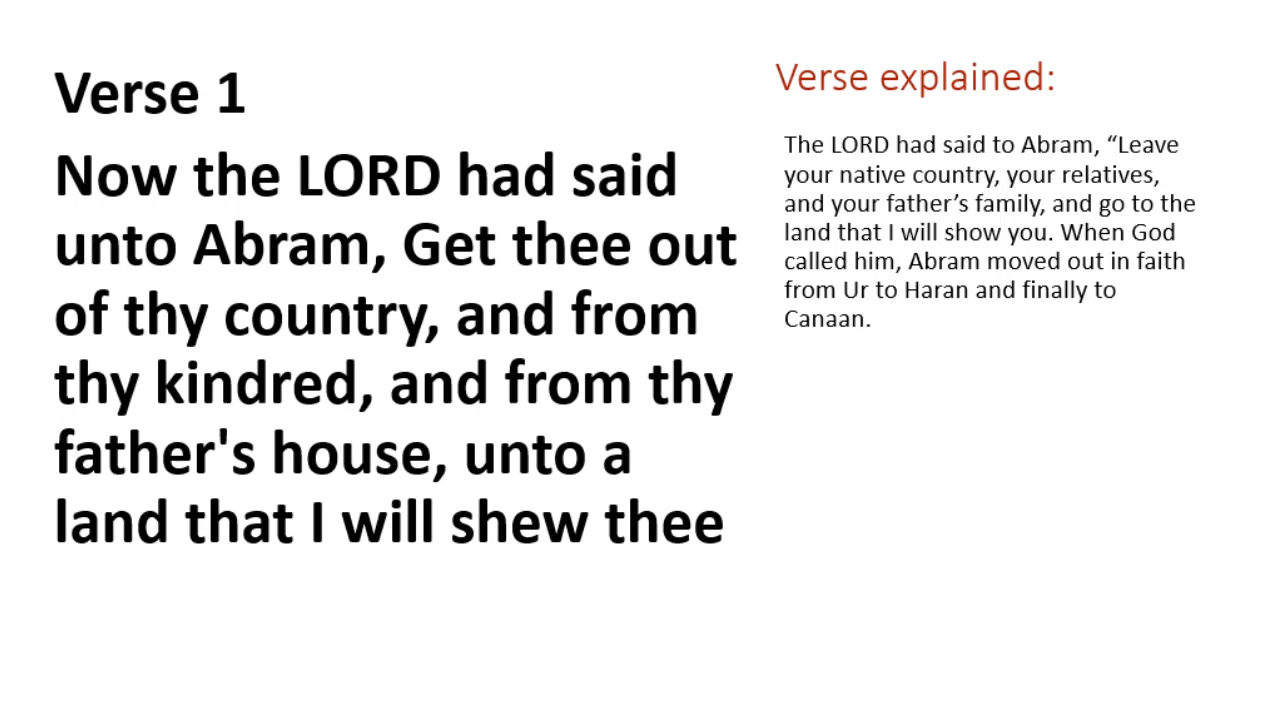 Verse 1
Now the LORD had said
unto Abram, Get thee out
of thy country, and from
thy kindred, and from thy
father's house, unto a
land that I will shew thee
Verse explained:
The LORD had said to Abram, “Leave
your native country, your relatives,
and your father’s family, and go to the
land that I will show you. When God
called him, Abram moved out in faith
from Ur to Haran and finally to
Canaan.